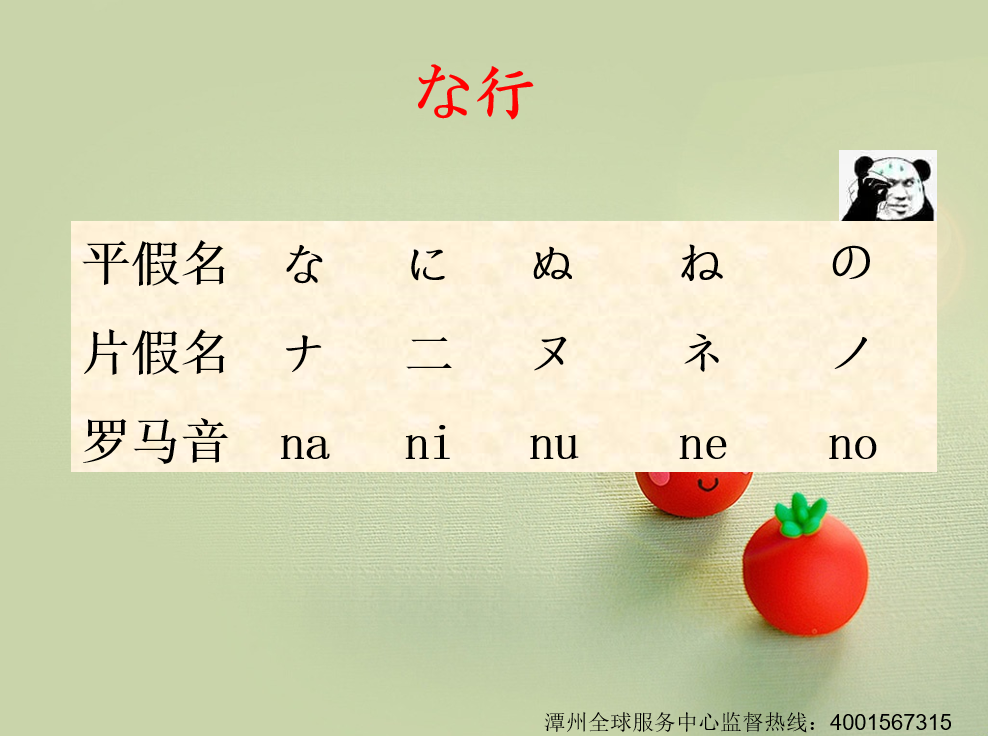 な行
平假名 な に ぬ ね の
片假名 ナ ニ ヌ ネ ノ
罗马音 na ni nu ne no
潭州全球服务中心监督热线：4001567315